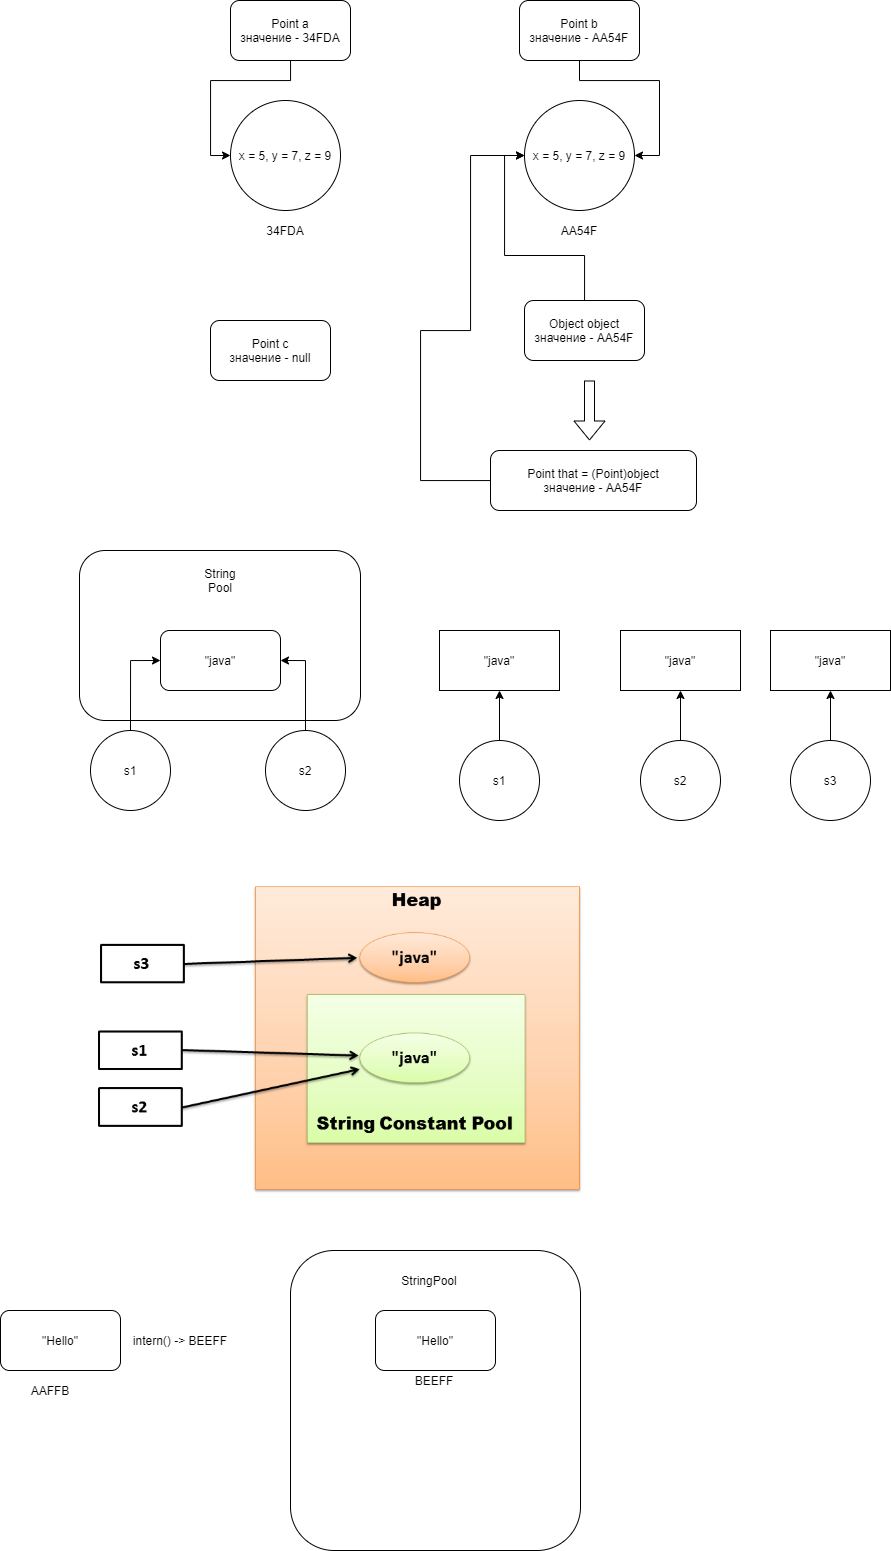 Point a
значение - 34FDA
Point b
значение - AA54F
x = 5, y = 7, z = 9
x = 5, y = 7, z = 9
34FDA
AA54F
Object object
значение - AA54F
Point c
значение - null
Point that = (Point)object
значение - AA54F
String
Pool
"java"
"java"
"java"
"java"
s1
s2
s1
s2
s3
Heap
s3
"java"
s1
"java"
s2
String Constant Pool
StringPool
"Hello"
intern() -> BEEFF
"Hello"
BEEFF
AAFFB